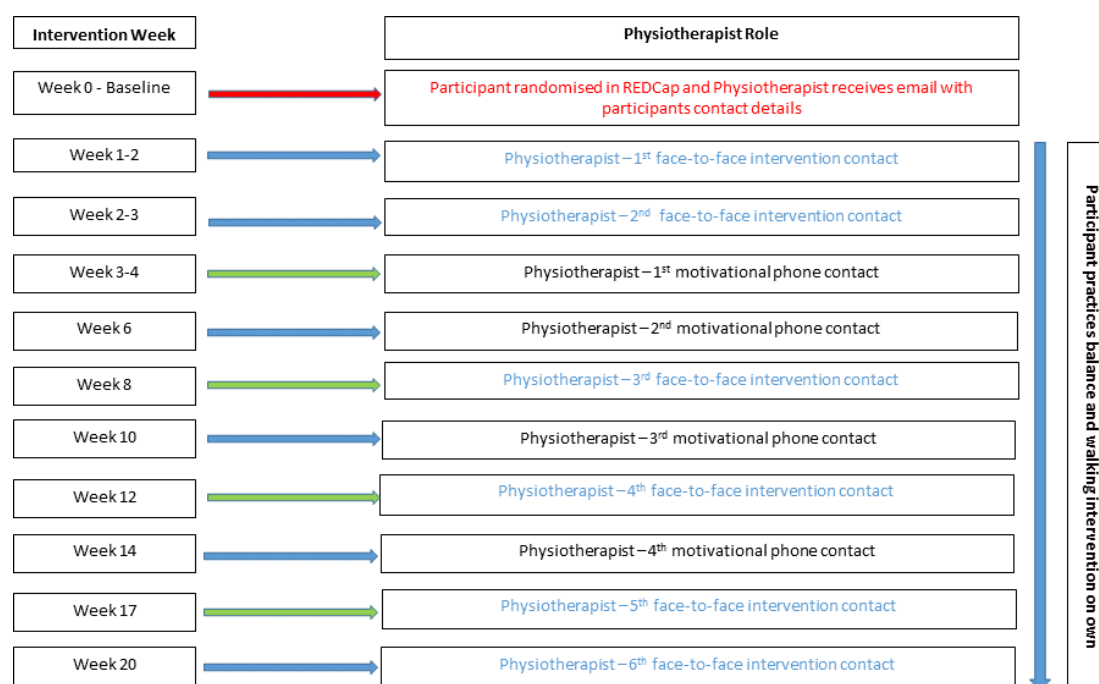 Intervention Week
Physiotherapist Role
Week 0 - Baseline
Participant randomised in REDCap and Physiotherapist receives email with
participants contact details
Week 1-2
Physiotherapist – 1st face-to-face intervention contact
Week 2-3
Physiotherapist – 2nd face-to-face intervention contact
Week 3-4
Physiotherapist – 1st motivational phone contact
Week 6
Physiotherapist – 2nd motivational phone contact
Week 8
Physiotherapist – 3rd face-to-face intervention contact
Week 10
Physiotherapist – 3rd motivational phone contact
Week 12
Physiotherapist – 4th face-to-face intervention contact
Week 14
Physiotherapist – 4th motivational phone contact
Week 17
Physiotherapist – 5th face-to-face intervention contact
Week 20
Physiotherapist – 6th face-to-face intervention contact
Participant practices balance and walking intervention on own